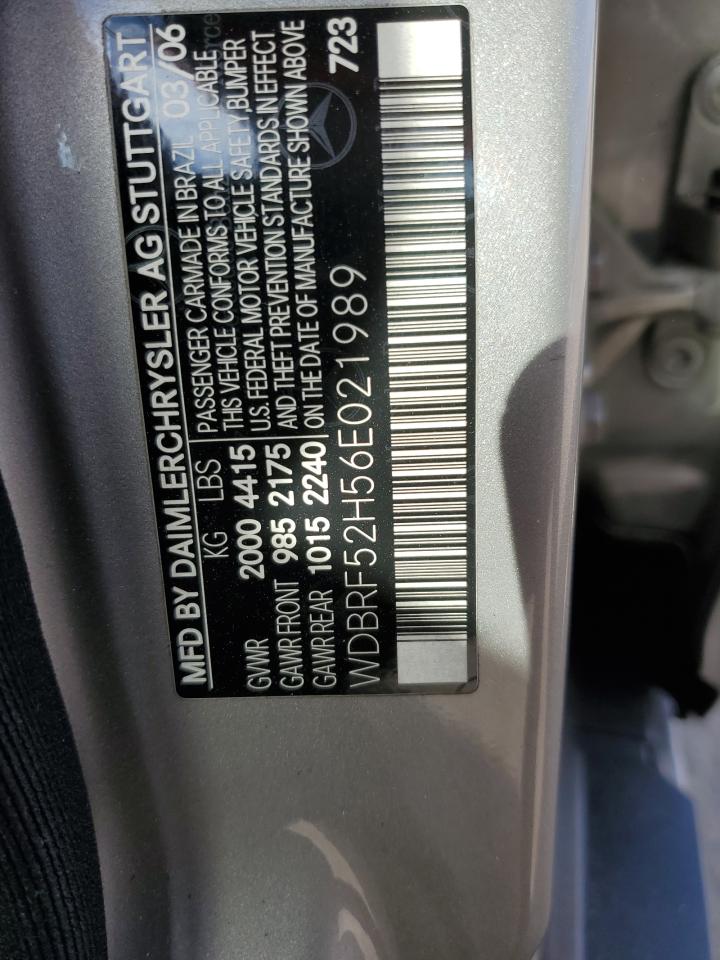 MFD BY DAIMLERCHRYSLER AG STUTTGART
KG LBS
GVWR 2000 4415
GAWR FRONT 985 2175
GAWR REAR 1015 2240
PASSENGER CAR MADE IN BRAZIL 03/06
THIS VEHICLE CONFORMS TO ALL APPLICABLE
U.S. FEDERAL MOTOR VEHICLE SAFETY,BUMPER
AND THEFT PREVENTION STANDARDS IN EFFECT
ON THE DATE OF MANUFACTURE SHOWN ABOVE
WDBRF52H56E021989
723